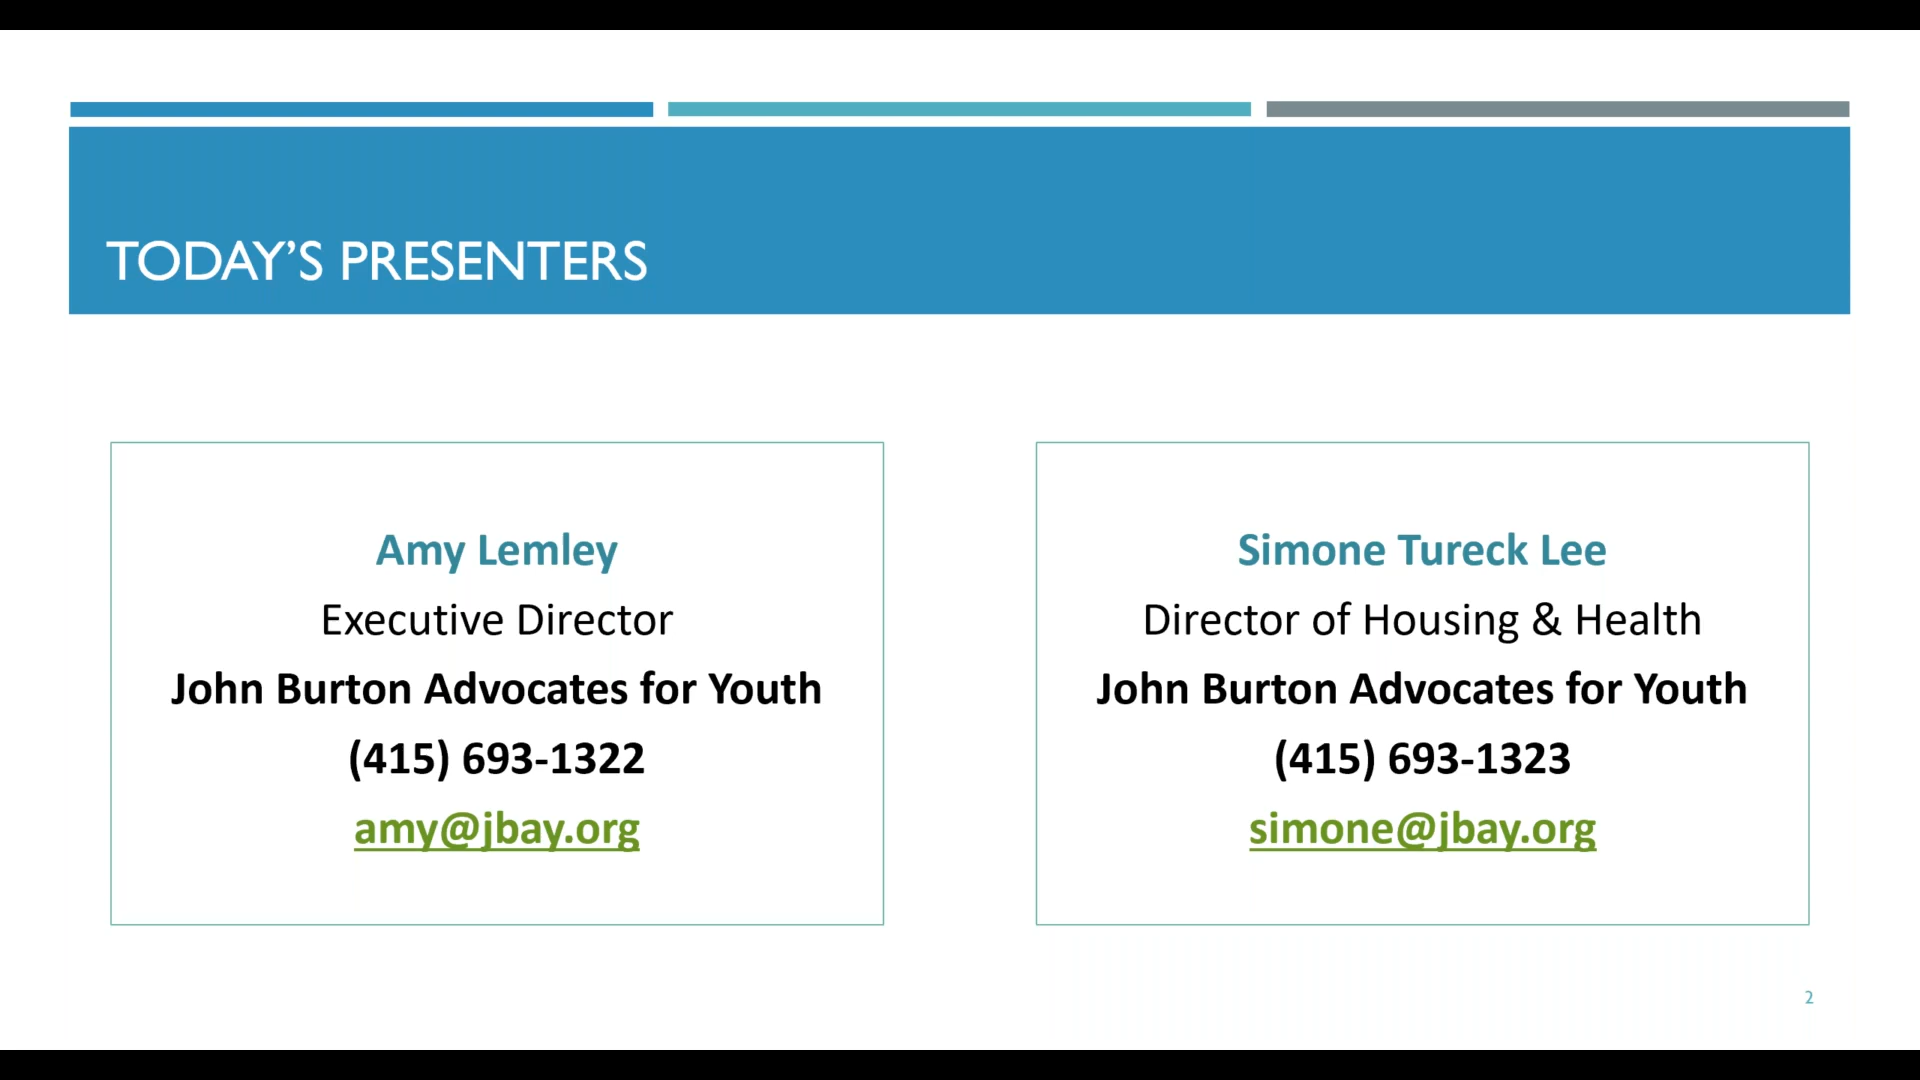 TODAY’S PRESENTERS
Amy Lemley
Executive Director
John Burton Advocates for Youth
(415) 693-1322
amy@jbay.org
Simone Tureck Lee
Director of Housing & Health
John Burton Advocates for Youth
(415) 693-1323
simone@jbay.org
2